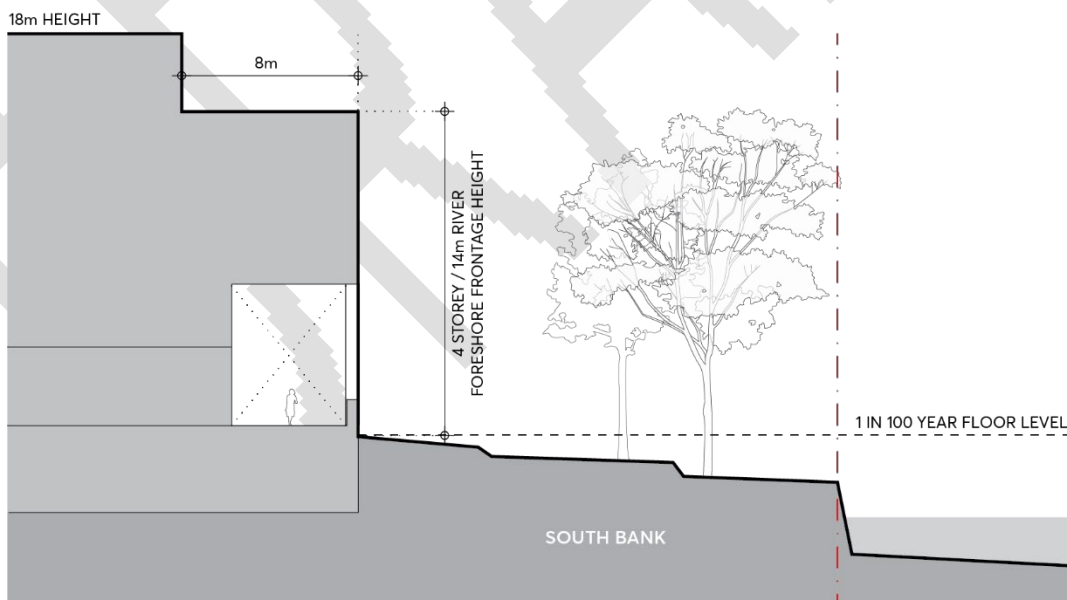 18m HEIGHT
8m
4 STOREY / 14m RIVER
FORESHORE FRONTAGE HEIGHT
1 IN 100 YEAR FLOOR LEVEL
SOUTH BANK